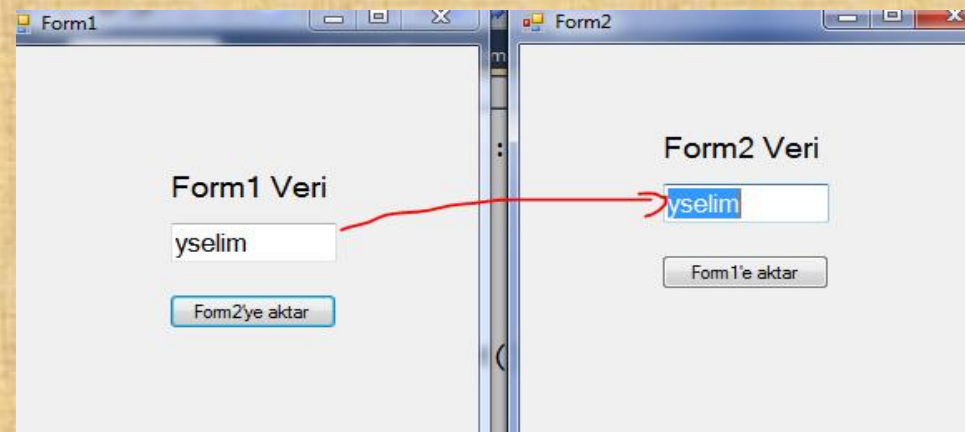 Form1
Form1 Veri
yselim
Form2'ye aktar
m
:
(
Form2
Form2 Veri
yselim
Form1'e aktar